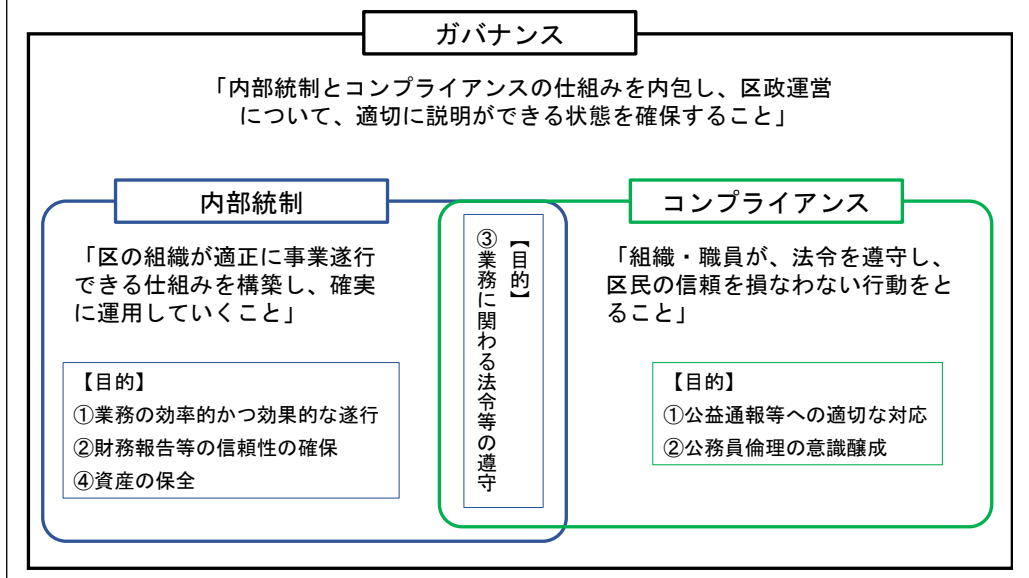 ガバナンス
「内部統制とコンプライアンスの仕組みを内包し、区政運営
について、適切に説明ができる状態を確保すること」
内部統制
「区の組織が適正に事業遂行
できる仕組みを構築し、確実
に運用していくこと」
【目的】
①業務の効率的かつ効果的な遂行
②財務報告等の信頼性の確保
④資産の保全
【目的】
③業務に関わる法令等の遵守
コンプライアンス
「組織・職員が、法令を遵守し、
区民の信頼を損なわない行動をと
ること」
【目的】
①公益通報等への適切な対応
②公務員倫理の意識醸成